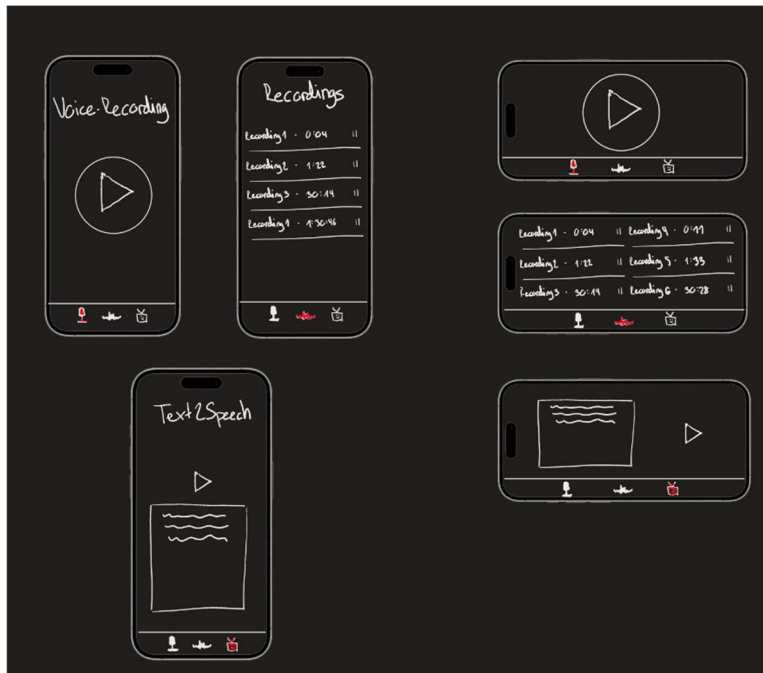 Voice-Recording
Recordings
Recording1 - 0:04
Recording2 - 1:22
Recording3 - 30:14
Recording1 - 1:30:46
Text2Speech
Recording1 - 0:04
Recording4 - 0:11
Recording2 - 1:22
Recording5 - 1:33
Recording3 - 30:14
Recording6 - 30:28